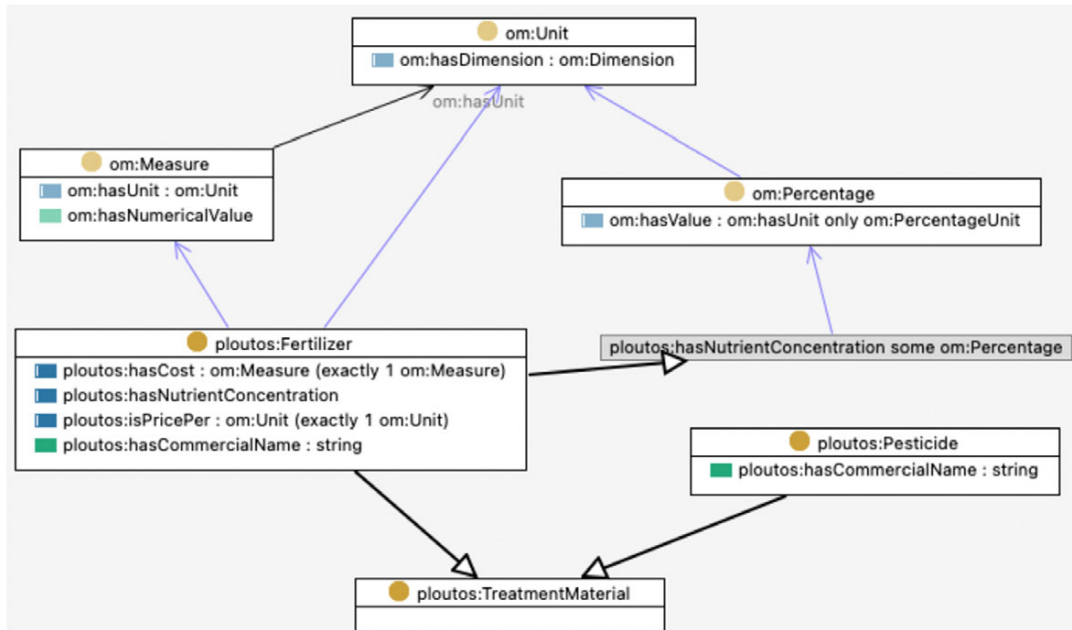 om:Unit
om:hasDimension : om:Dimension
om:hasUnit
om:Measure
om:hasUnit : om:Unit
om:hasNumericalValue
om:Percentage
om:hasValue : om:hasUnit only om:PercentageUnit
ploutos:Fertilizer
ploutos:hasCost : om:Measure (exactly 1 om:Measure)
ploutos:hasNutrientConcentration
ploutos:isPricePer : om:Unit (exactly 1 om:Unit)
ploutos:hasCommercialName : string
ploutos:hasNutrientConcentration some om:Percentage
ploutos:Pesticide
ploutos:hasCommercialName : string
ploutos:TreatmentMaterial